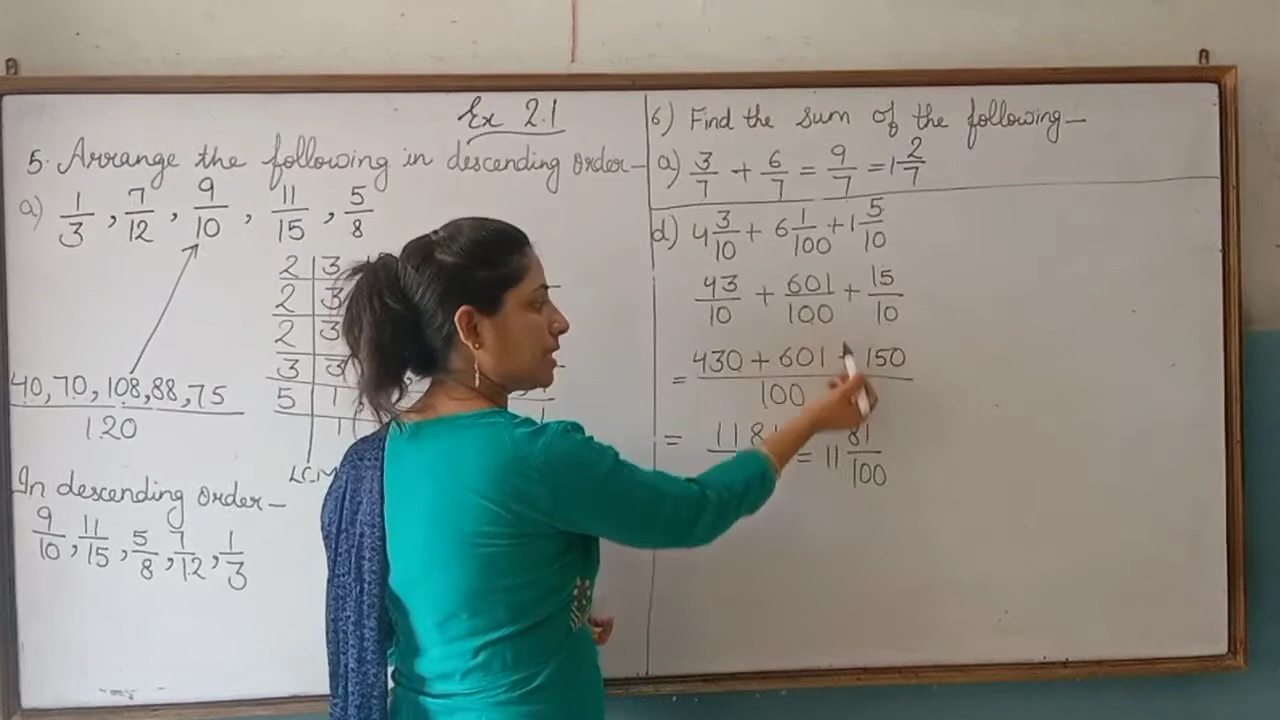 Ex 2.1
5. Arrange the following in descending order-
a) 1/3, 7/12, 9/10, 11/15, 5/8
2 | 3
2 | 3
2 | 3
3 | 3
5 | 1
1
40, 70, 108, 88, 75
120
LCM
In descending order-
9/10, 11/15, 5/8, 7/12, 1/3
6) Find the sum of the following-
a) 3/7 + 6/7 = 9/7 = 1 2/7
d) 4 3/10 + 6 1/100 + 1 5/10
43/10 + 601/100 + 15/10
= 430 + 601 + 150
100
= 1181 = 11 81/100